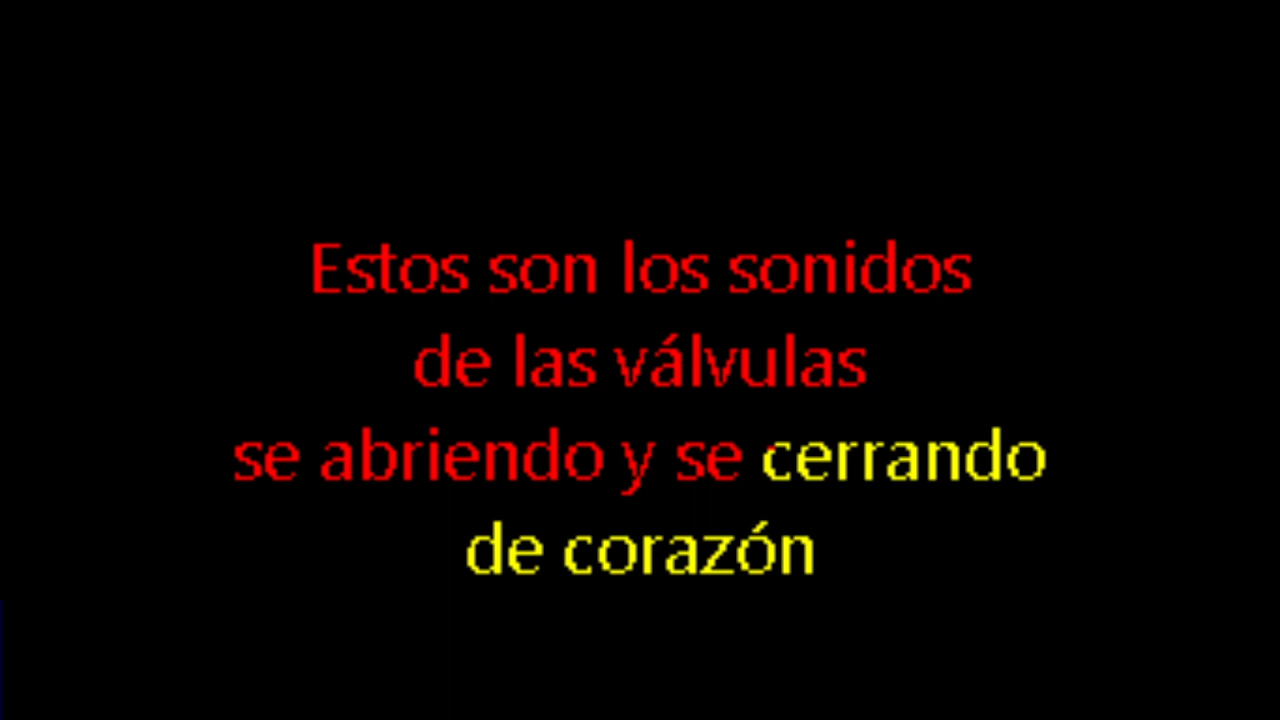 Estos son los sonidos
de las válvulas
se abriendo y se cerrando
de corazón